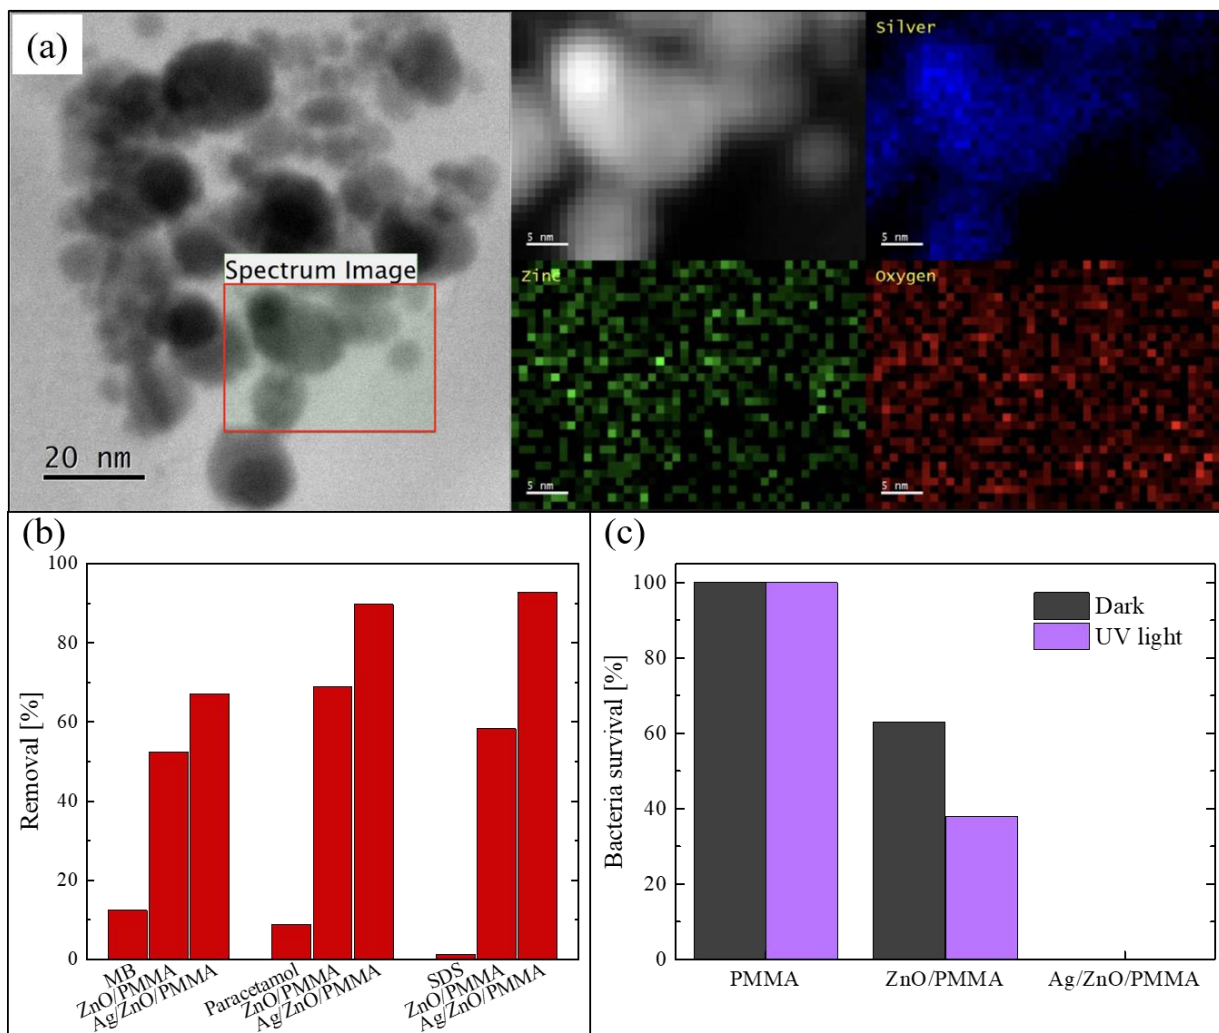 (a)
Spectrum Image
20 nm
5 nm
Silver
5 nm
Zinc
5 nm
Oxygen
5 nm
(b)
Removal [%]
100
80
60
40
20
0
MB
ZnO/PMMA
Ag/ZnO/PMMA
Paracetamol
ZnO/PMMA
Ag/ZnO/PMMA
SDS
ZnO/PMMA
Ag/ZnO/PMMA
(c)
Bacteria survival [%]
100
80
60
40
20
0
Dark
UV light
PMMA
ZnO/PMMA
Ag/ZnO/PMMA